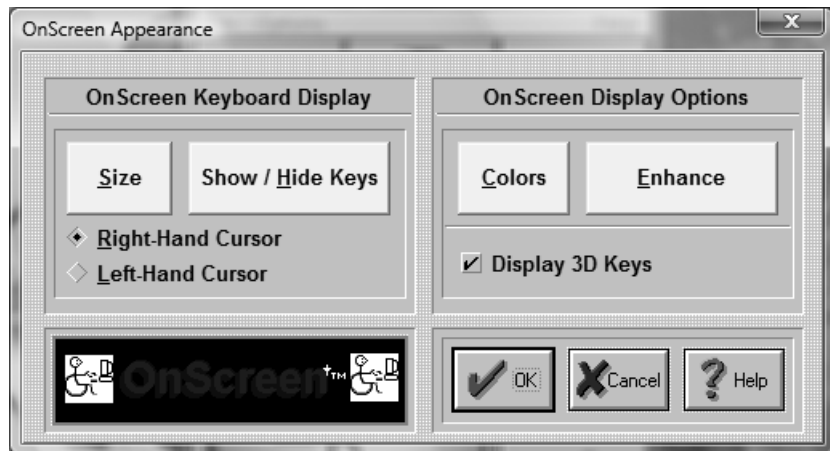 OnScreen Appearance
OnScreen Keyboard Display
Size
Show / Hide Keys
Right-Hand Cursor
Left-Hand Cursor
OnScreen Display Options
Colors
Enhance
Display 3D Keys
OnScreen+™
OK
Cancel
Help